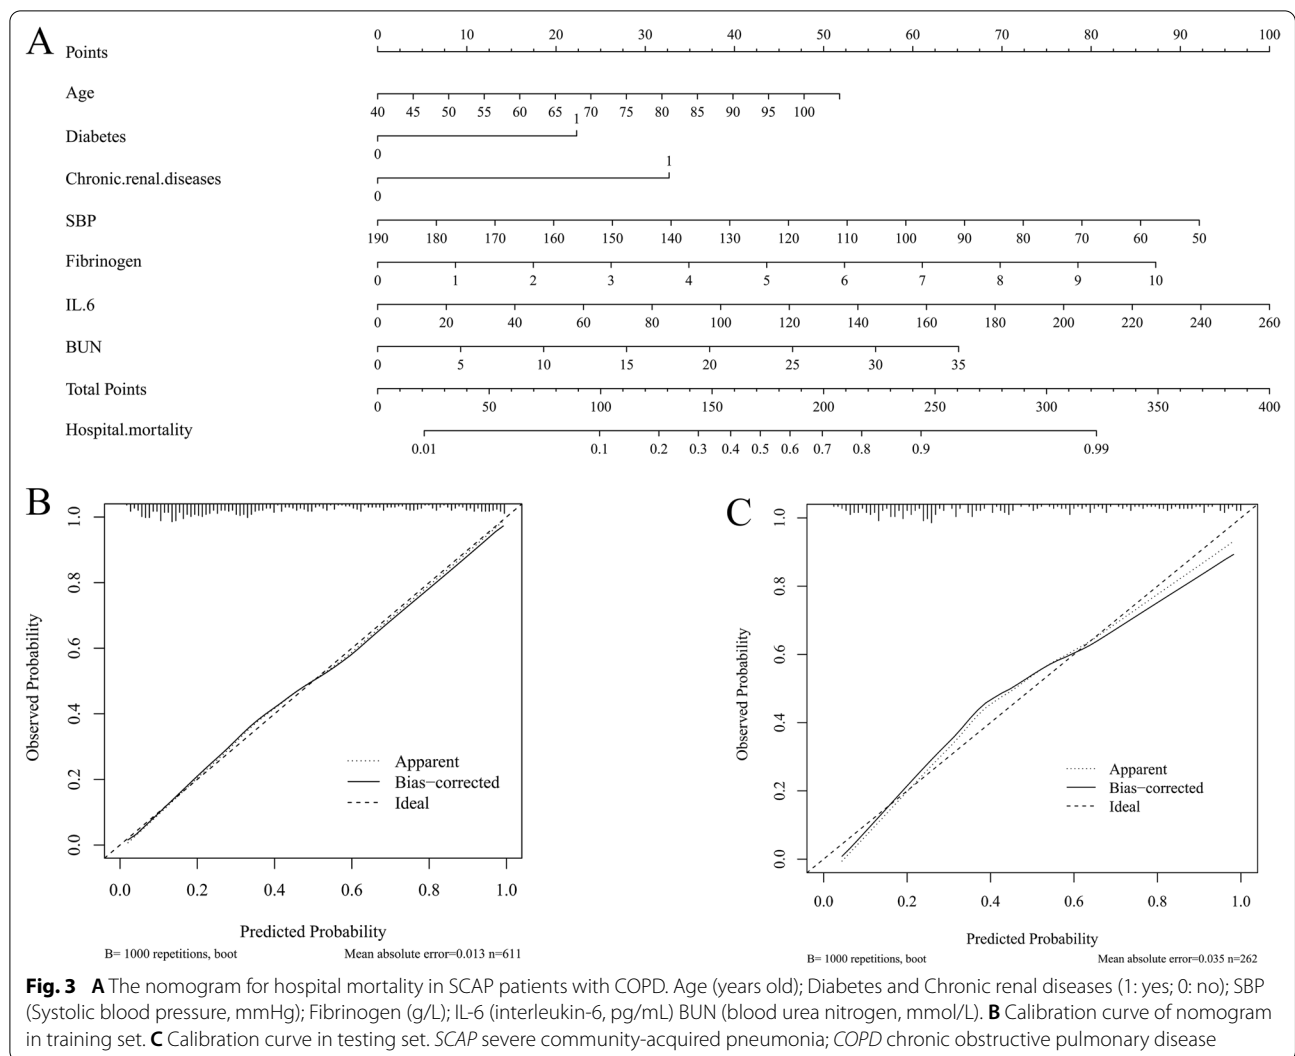 A
Points
0 10 20 30 40 50 60 70 80 90 100
Age
40 45 50 55 60 65 70 75 80 85 90 95 100
Diabetes
1
0
Chronic.renal.diseases
1
0
SBP
190 180 170 160 150 140 130 120 110 100 90 80 70 60 50
Fibrinogen
0 1 2 3 4 5 6 7 8 9 10
IL.6
0 20 40 60 80 100 120 140 160 180 200 220 240 260
BUN
0 5 10 15 20 25 30 35
Total Points
0 50 100 150 200 250 300 350 400
Hospital.mortality
0.01 0.1 0.2 0.3 0.4 0.5 0.6 0.7 0.8 0.9 0.99
B
Observed Probability
1.0
0.8
0.6
0.4
0.2
0.0
Apparent
Bias−corrected
Ideal
0.0 0.2 0.4 0.6 0.8 1.0
Predicted Probability
B= 1000 repetitions, boot Mean absolute error=0.013 n=611
C
Observed Probability
1.0
0.8
0.6
0.4
0.2
0.0
Apparent
Bias−corrected
Ideal
0.0 0.2 0.4 0.6 0.8 1.0
Predicted Probability
B= 1000 repetitions, boot Mean absolute error=0.035 n=262
Fig. 3 A The nomogram for hospital mortality in SCAP patients with COPD. Age (years old); Diabetes and Chronic renal diseases (1: yes; 0: no); SBP
(Systolic blood pressure, mmHg); Fibrinogen (g/L); IL-6 (interleukin-6, pg/mL) BUN (blood urea nitrogen, mmol/L). B Calibration curve of nomogram
in training set. C Calibration curve in testing set. SCAP severe community-acquired pneumonia; COPD chronic obstructive pulmonary disease